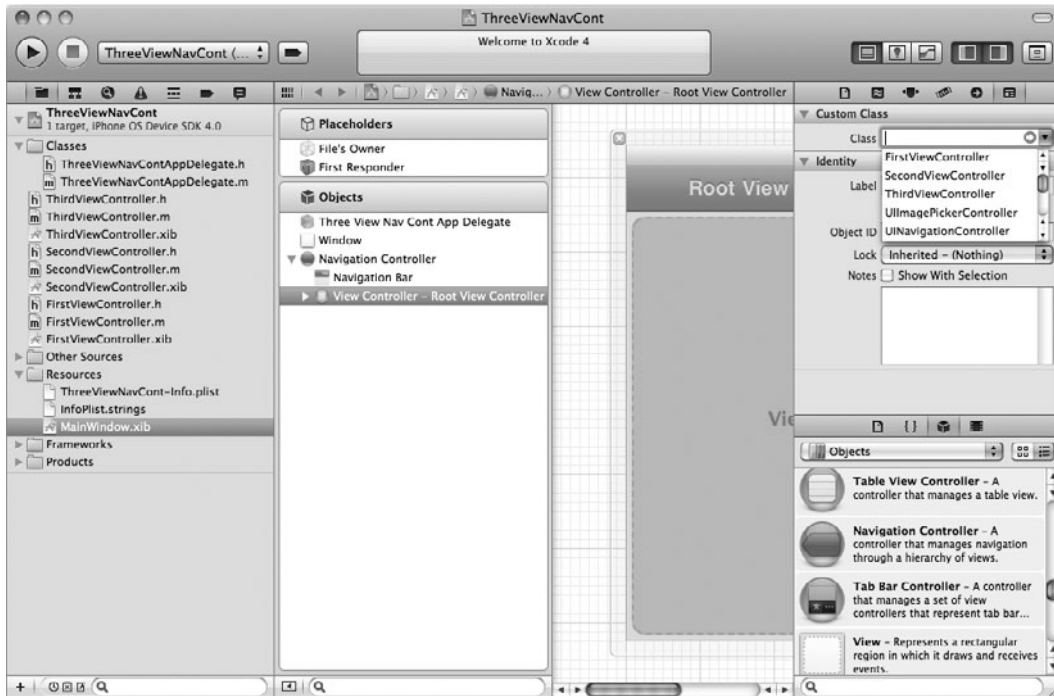 ThreeViewNavCont
ThreeViewNavCont (...
Welcome to Xcode 4
Navig...
View Controller – Root View Controller
ThreeViewNavCont
1 target, iPhone OS Device SDK 4.0
Classes
h ThreeViewNavContAppDelegate.h
m ThreeViewNavContAppDelegate.m
h ThirdViewController.h
m ThirdViewController.m
ThirdViewController.xib
h SecondViewController.h
m SecondViewController.m
SecondViewController.xib
h FirstViewController.h
m FirstViewController.m
FirstViewController.xib
Other Sources
Resources
ThreeViewNavCont-Info.plist
InfoPlist.strings
MainWindow.xib
Frameworks
Products
Placeholders
File's Owner
First Responder
Objects
Three View Nav Cont App Delegate
Window
Navigation Controller
Navigation Bar
View Controller – Root View Controller
Root View
Vie
Custom Class
Class
FirstViewController
SecondViewController
ThirdViewController
UIImagePickerController
UINavigationController
Identity
Label
Object ID
Lock Inherited – (Nothing)
Notes Show With Selection
Objects
Table View Controller – A
controller that manages a table view.
Navigation Controller – A
controller that manages navigation
through a hierarchy of views.
Tab Bar Controller – A controller
that manages a set of view
controllers that represent tab bar...
View – Represents a rectangular
region in which it draws and receives
events.